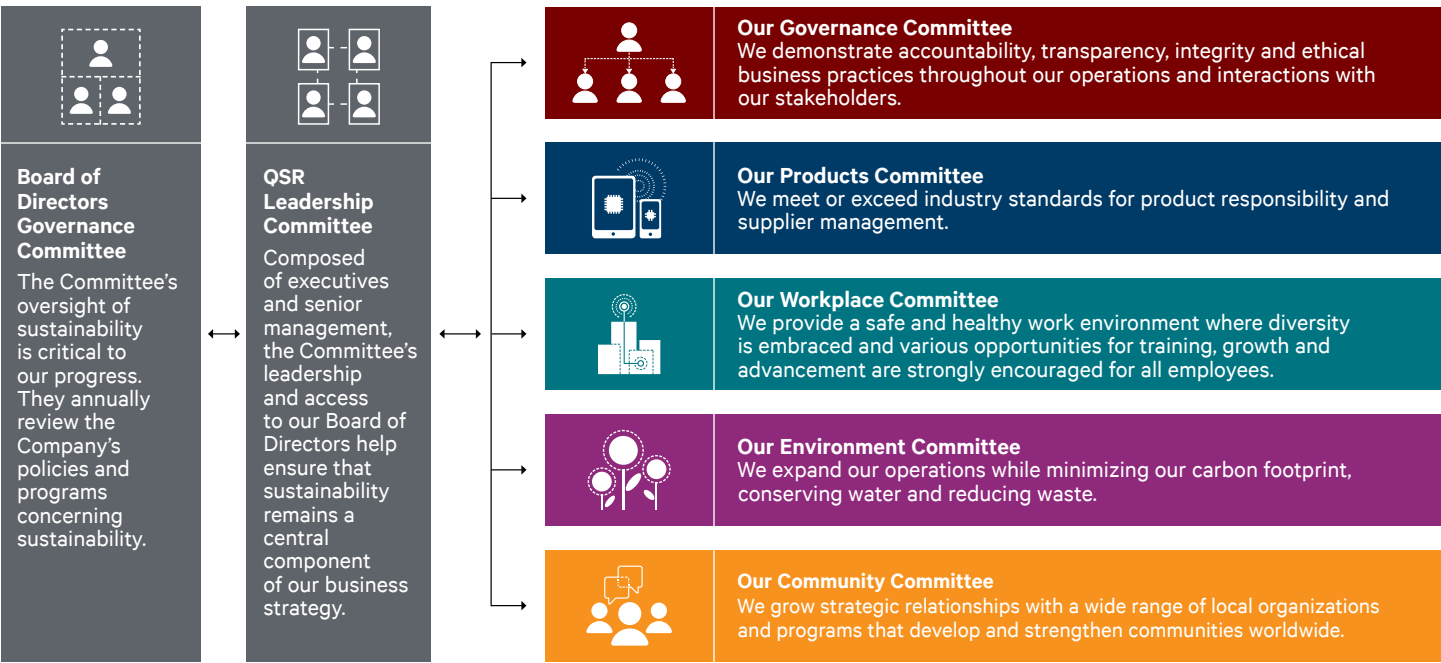 Board of
Directors
Governance
Committee
The Committee's
oversight of
sustainability
is critical to
our progress.
They annually
review the
Company's
policies and
programs
concerning
sustainability.
QSR
Leadership
Committee
Composed
of executives
and senior
management,
the Committee's
leadership
and access
to our Board of
Directors help
ensure that
sustainability
remains a
central
component
of our business
strategy.
Our Governance Committee
We demonstrate accountability, transparency, integrity and ethical
business practices throughout our operations and interactions with
our stakeholders.
Our Products Committee
We meet or exceed industry standards for product responsibility and
supplier management.
Our Workplace Committee
We provide a safe and healthy work environment where diversity
is embraced and various opportunities for training, growth and
advancement are strongly encouraged for all employees.
Our Environment Committee
We expand our operations while minimizing our carbon footprint,
conserving water and reducing waste.
Our Community Committee
We grow strategic relationships with a wide range of local organizations
and programs that develop and strengthen communities worldwide.